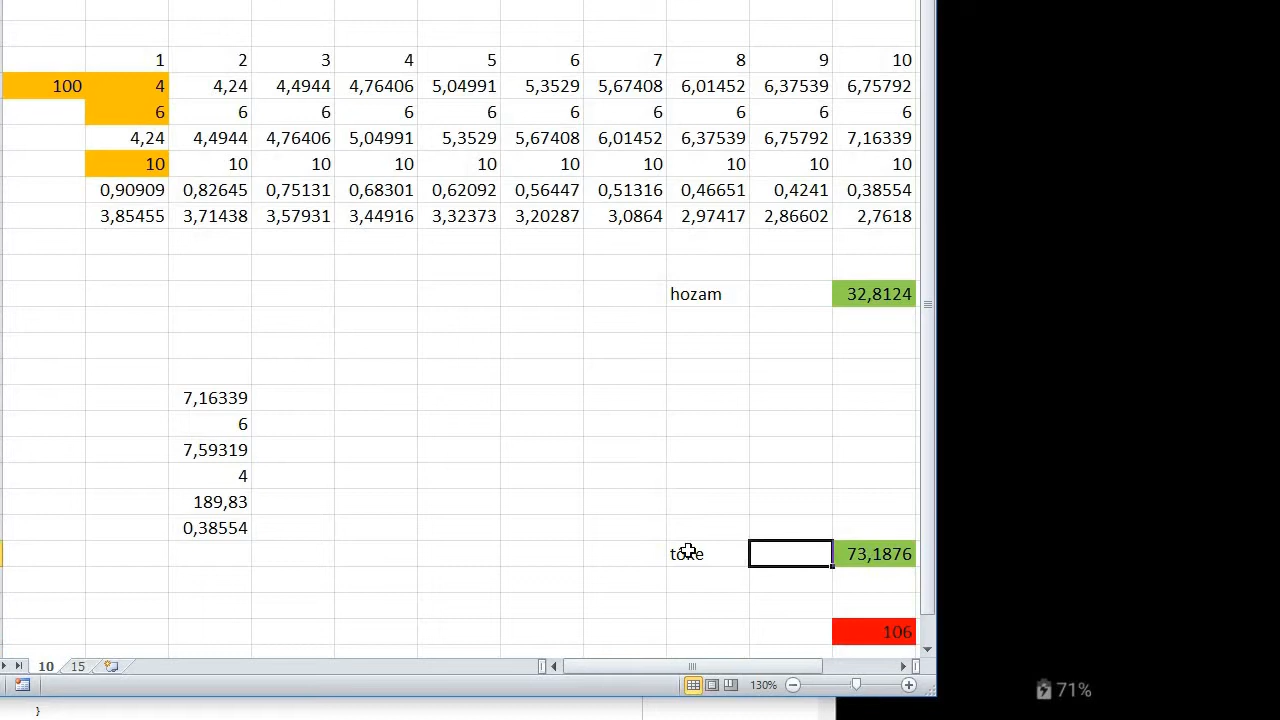 1 2 3 4 5 6 7 8 9 10
100 4 4,24 4,4944 4,76406 5,04991 5,3529 5,67408 6,01452 6,37539 6,75792
6 6 6 6 6 6 6 6 6 6
4,24 4,4944 4,76406 5,04991 5,3529 5,67408 6,01452 6,37539 6,75792 7,16339
10 10 10 10 10 10 10 10 10 10
0,90909 0,82645 0,75131 0,68301 0,62092 0,56447 0,51316 0,46651 0,4241 0,38554
3,85455 3,71438 3,57931 3,44916 3,32373 3,20287 3,0864 2,97417 2,86602 2,7618
hozam 32,8124
7,16339
6
7,59319
4
189,83
0,38554
73,1876
106
10 15
130%
71%
}